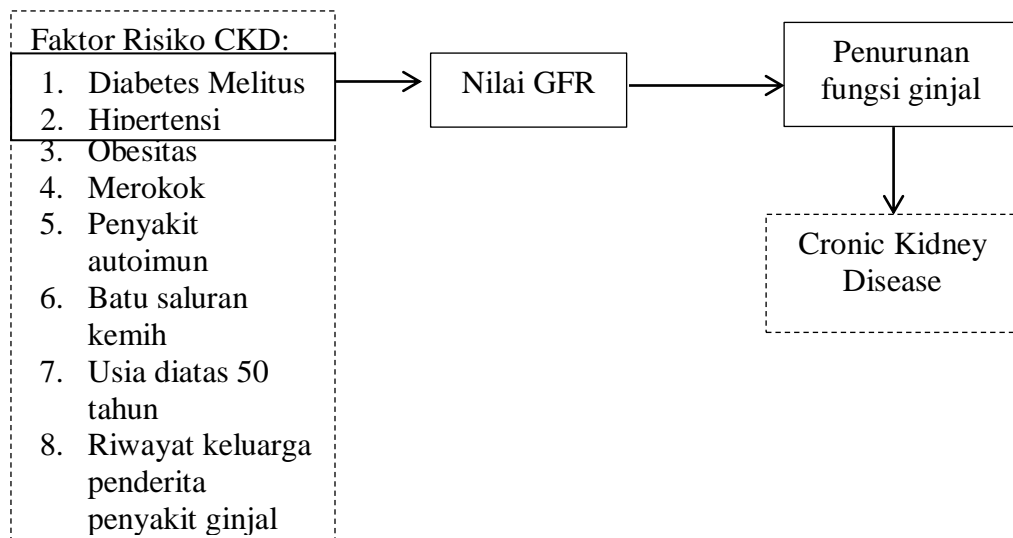 Faktor Risiko CKD:
1. Diabetes Melitus
2. Hipertensi
3. Obesitas
4. Merokok
5. Penyakit
autoimun
6. Batu saluran
kemih
7. Usia diatas 50
tahun
8. Riwayat keluarga
penderita
penyakit ginjal
Nilai GFR
Penurunan
fungsi ginjal
Cronic Kidney
Disease